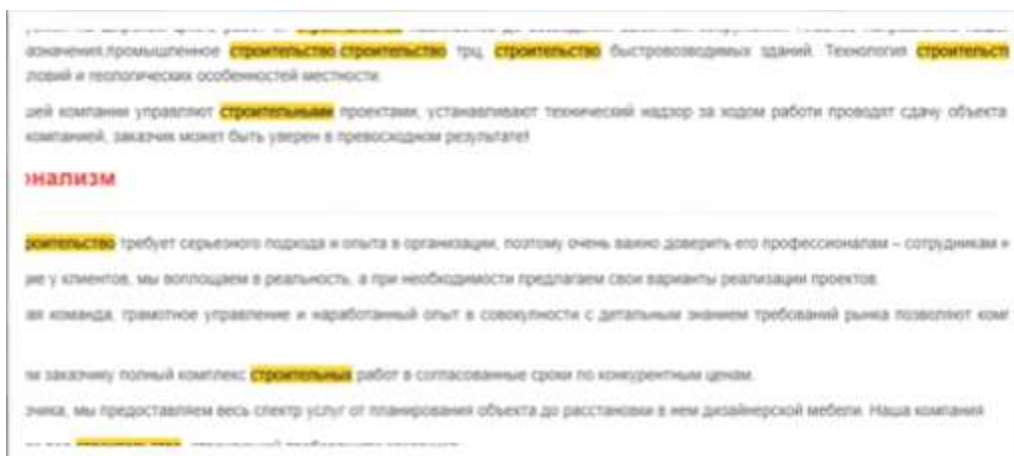 азначения,промышленное строительство,строительство трц, строительство быстровозводимых зданий. Технология строительст
ловий и геологических особенностей местности.
шей компании управляют строительными проектами, устанавливают технический надзор за ходом работи проводят сдачу объекта
компанией, заказчик может быть уверен в превосходном результате!
онализм
роительство требует серьезного подхода и опыта в организации, поэтому очень важно доверить его профессионалам – сотрудникам н
ие у клиентов, мы воплощаем в реальность, а при необходимости предлагаем свои варианты реализации проектов.
ая команда, грамотное управление и наработанный опыт в совокупности с детальным знанием требований рынка позволяют комп
м заказчику полный комплекс строительных работ в согласованные сроки по конкурентным ценам.
зчика, мы предоставляем весь спектр услуг от планирования объекта до расстановки в нем дизайнерской мебели. Наша компания